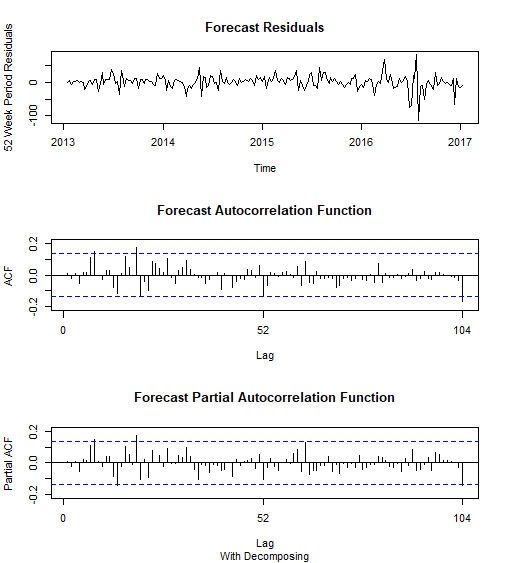 Forecast Residuals
52 Week Period Residuals
0
-100
2013 2014 2015 2016 2017
Time
Forecast Autocorrelation Function
ACF
0.2
0.0
-0.2
0 52 104
Lag
Forecast Partial Autocorrelation Function
Partial ACF
0.2
0.0
-0.2
0 52 104
Lag
With Decomposing